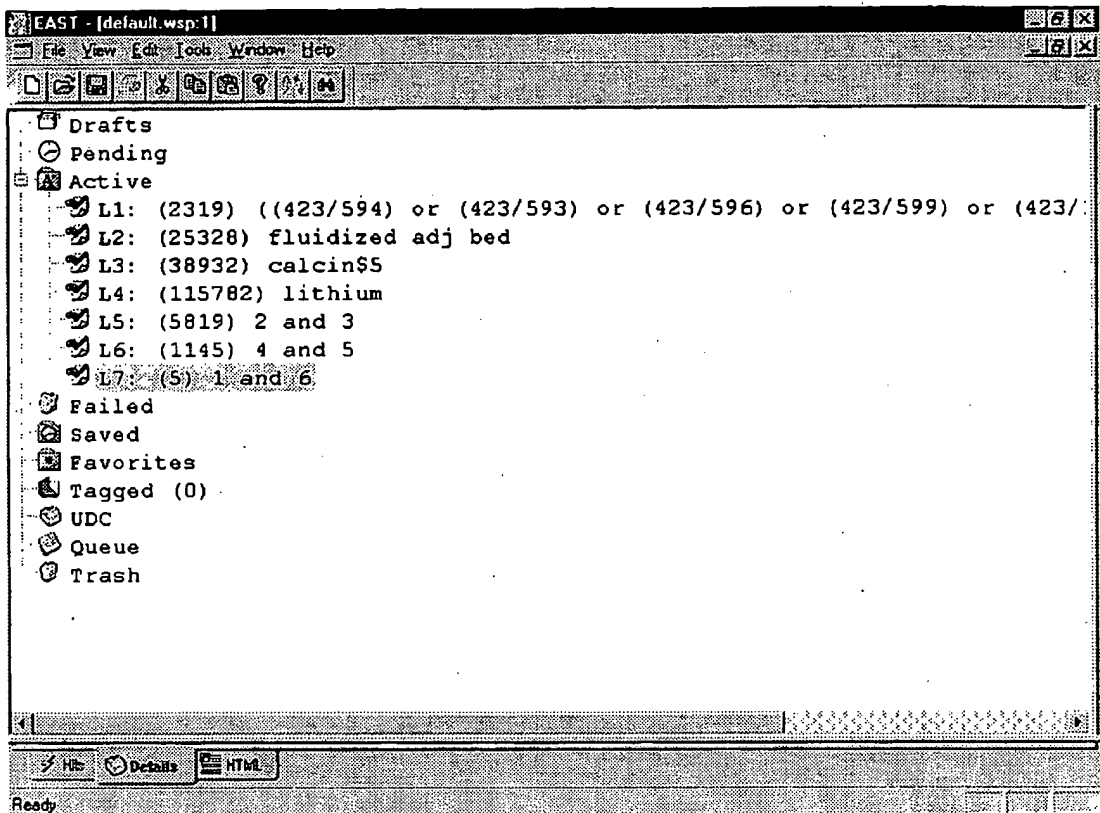 EAST - [default.wsp:1]
File View Edit Tools Window Help
Drafts
Pending
Active
L1: (2319) ((423/594) or (423/593) or (423/596) or (423/599) or (423/
L2: (25328) fluidized adj bed
L3: (38932) calcin$5
L4: (115782) lithium
L5: (5819) 2 and 3
L6: (1145) 4 and 5
L7: (5) 1 and 6
Failed
Saved
Favorites
Tagged (0)
UDC
Queue
Trash
Hits Details HTML
Ready